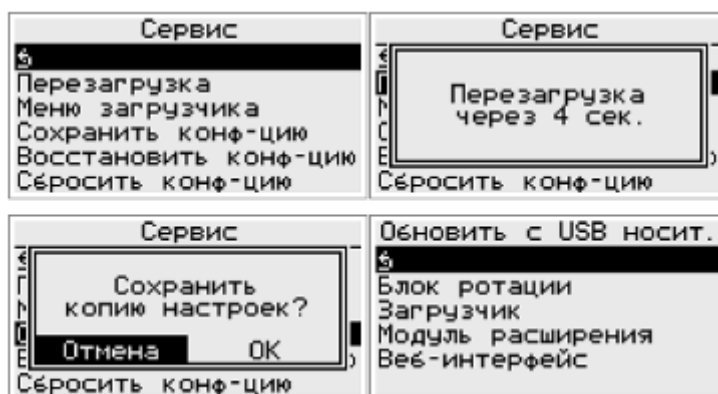 Сервис
Перезагрузка
Меню загрузчика
Сохранить конф-цию
Восстановить конф-цию
Сбросить конф-цию
Сервис
Перезагрузка
через 4 сек.
Сбросить конф-цию
Сервис
Сохранить
копию настроек?
Отмена ОК
Сбросить конф-цию
Обновить с USB носит.
Блок ротации
Загрузчик
Модуль расширения
Веб-интерфейс